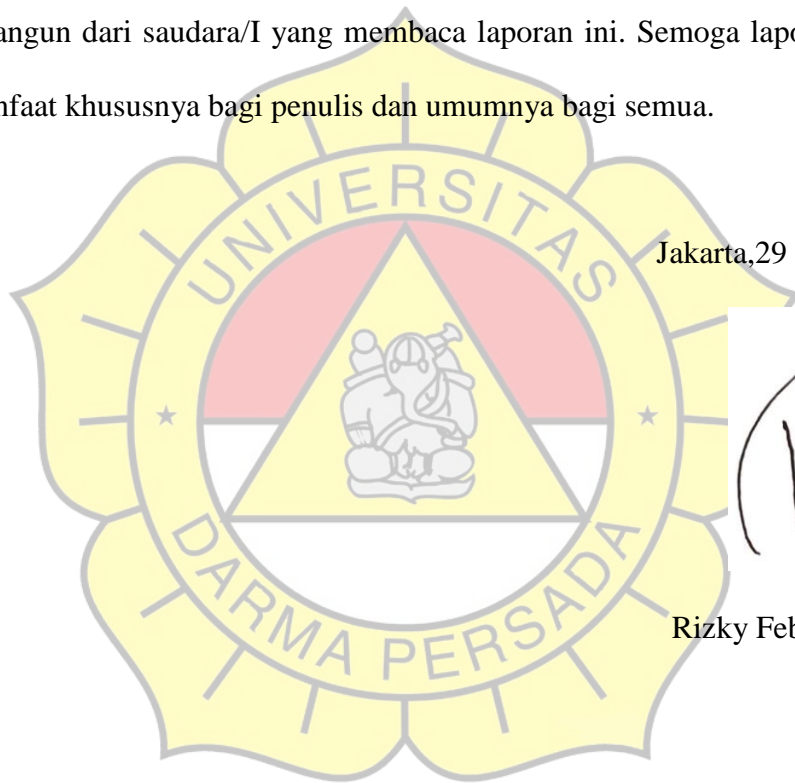 angun dari saudara/I yang membaca laporan ini. Semoga lapo
nfaat khususnya bagi penulis dan umumnya bagi semua.
UNIVERSITAS
Jakarta,29
DARMA PERSADA
Rizky Feb